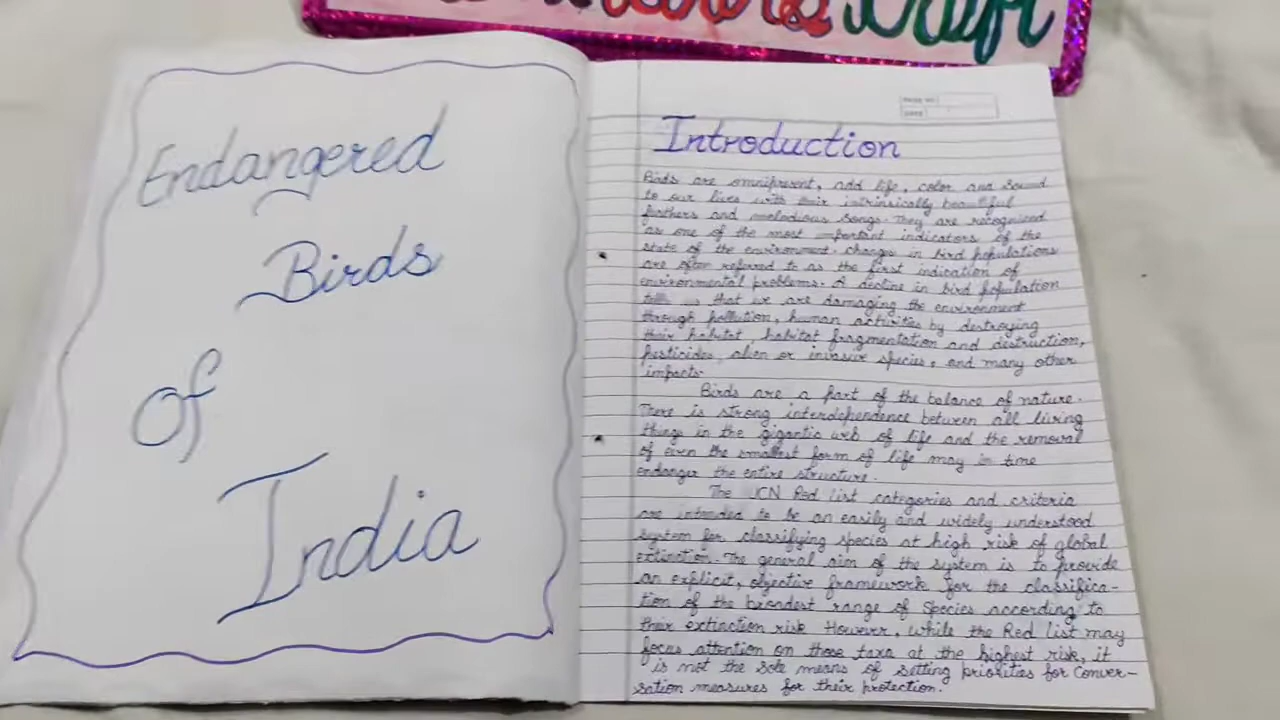 Craft
Endangered
Birds
of
India
PAGE NO.
DATE
Introduction
Birds are omnipresent, add life, color and sound
to our lives with their intrinsically beautiful
feathers and melodious songs. They are recognised
as one of the most important indicators of the
state of the environment. changes in bird populations
are often referred to as the first indication of
environmental problems. A decline in bird population
tells us that we are damaging the environment
through pollution, human activities by destroying
their habitat habitat fragmentation and distruction,
pesticides, alien or invasive species, and many other
impacts.
Birds are a part of the balance of nature.
There is strong interdependence between all living
things in the gigantic web of life and the removal
of even the smallest form of life may in time
endanger the entire structure.
The IUCN Red list categories and criteria
are intended to be an easily and widely understood
system for classifying species at high risk of global
extinction. The general aim of the system is to provide
an explicit, objective framework for the classifica-
tion of the broadest range of Species according to
their extinction risk However, while the Red List may
focus attention on those taxa at the highest risk, it
is not the sole means of setting priorities for conver-
sation measures for their protection.